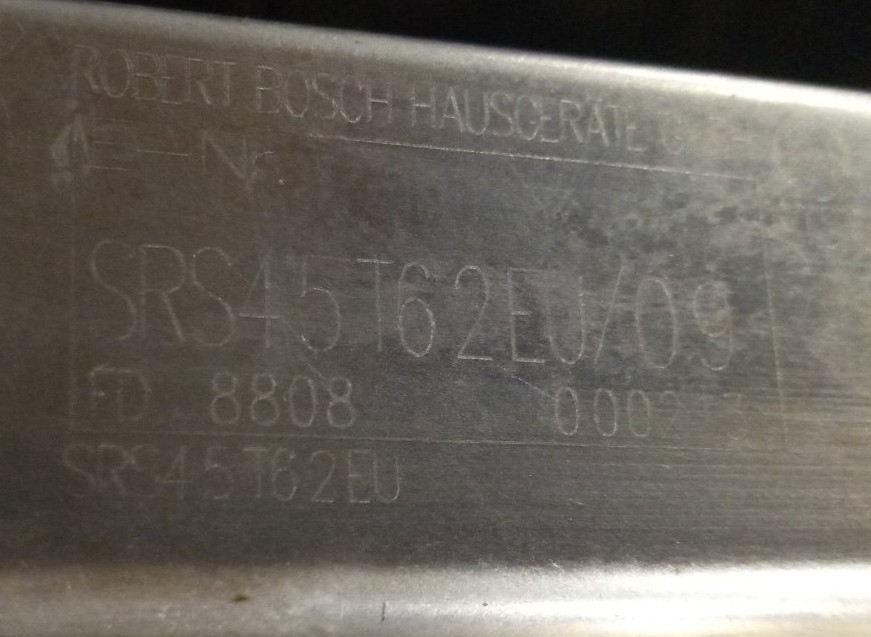 ROBERT BOSCH HAUSGERÄTE
E-Nr
SRS45T62EU/09
FD 8808
SRS45T62EU